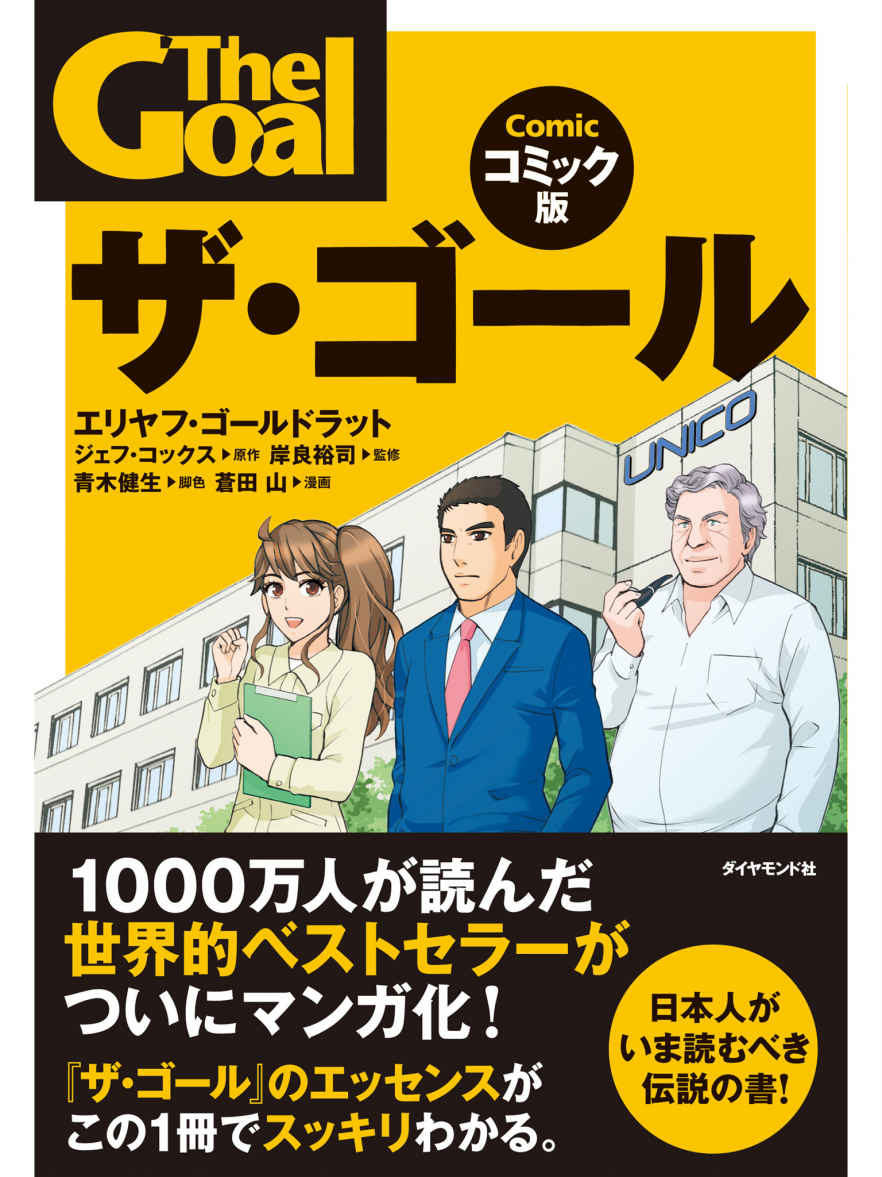 The
Goal
Comic
コミック
版
ザ・ゴール
エリヤフ・ゴールドラット
ジェフ・コックス▶原作 岸良裕司▶監修
青木健生▶脚色 蒼田 山▶漫画
UNICO
ダイヤモンド社
1000万人が読んだ
世界的ベストセラーが
ついにマンガ化!
『ザ・ゴール』のエッセンスが
この1冊でスッキリわかる。
日本人が
いま読むべき
伝説の書!